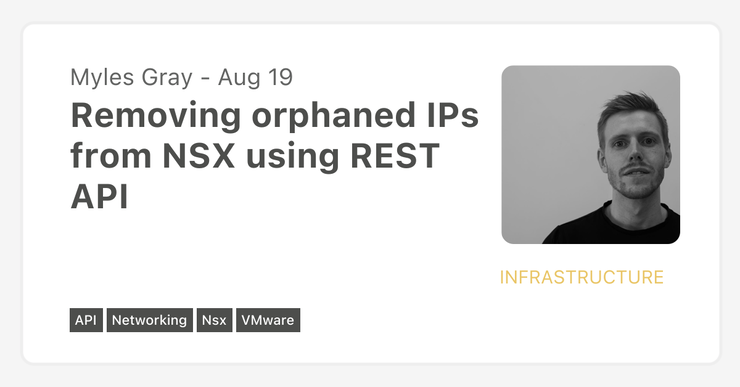 Myles Gray - Aug 19
Removing orphaned IPs
from NSX using REST
API
INFRASTRUCTURE
API Networking Nsx VMware